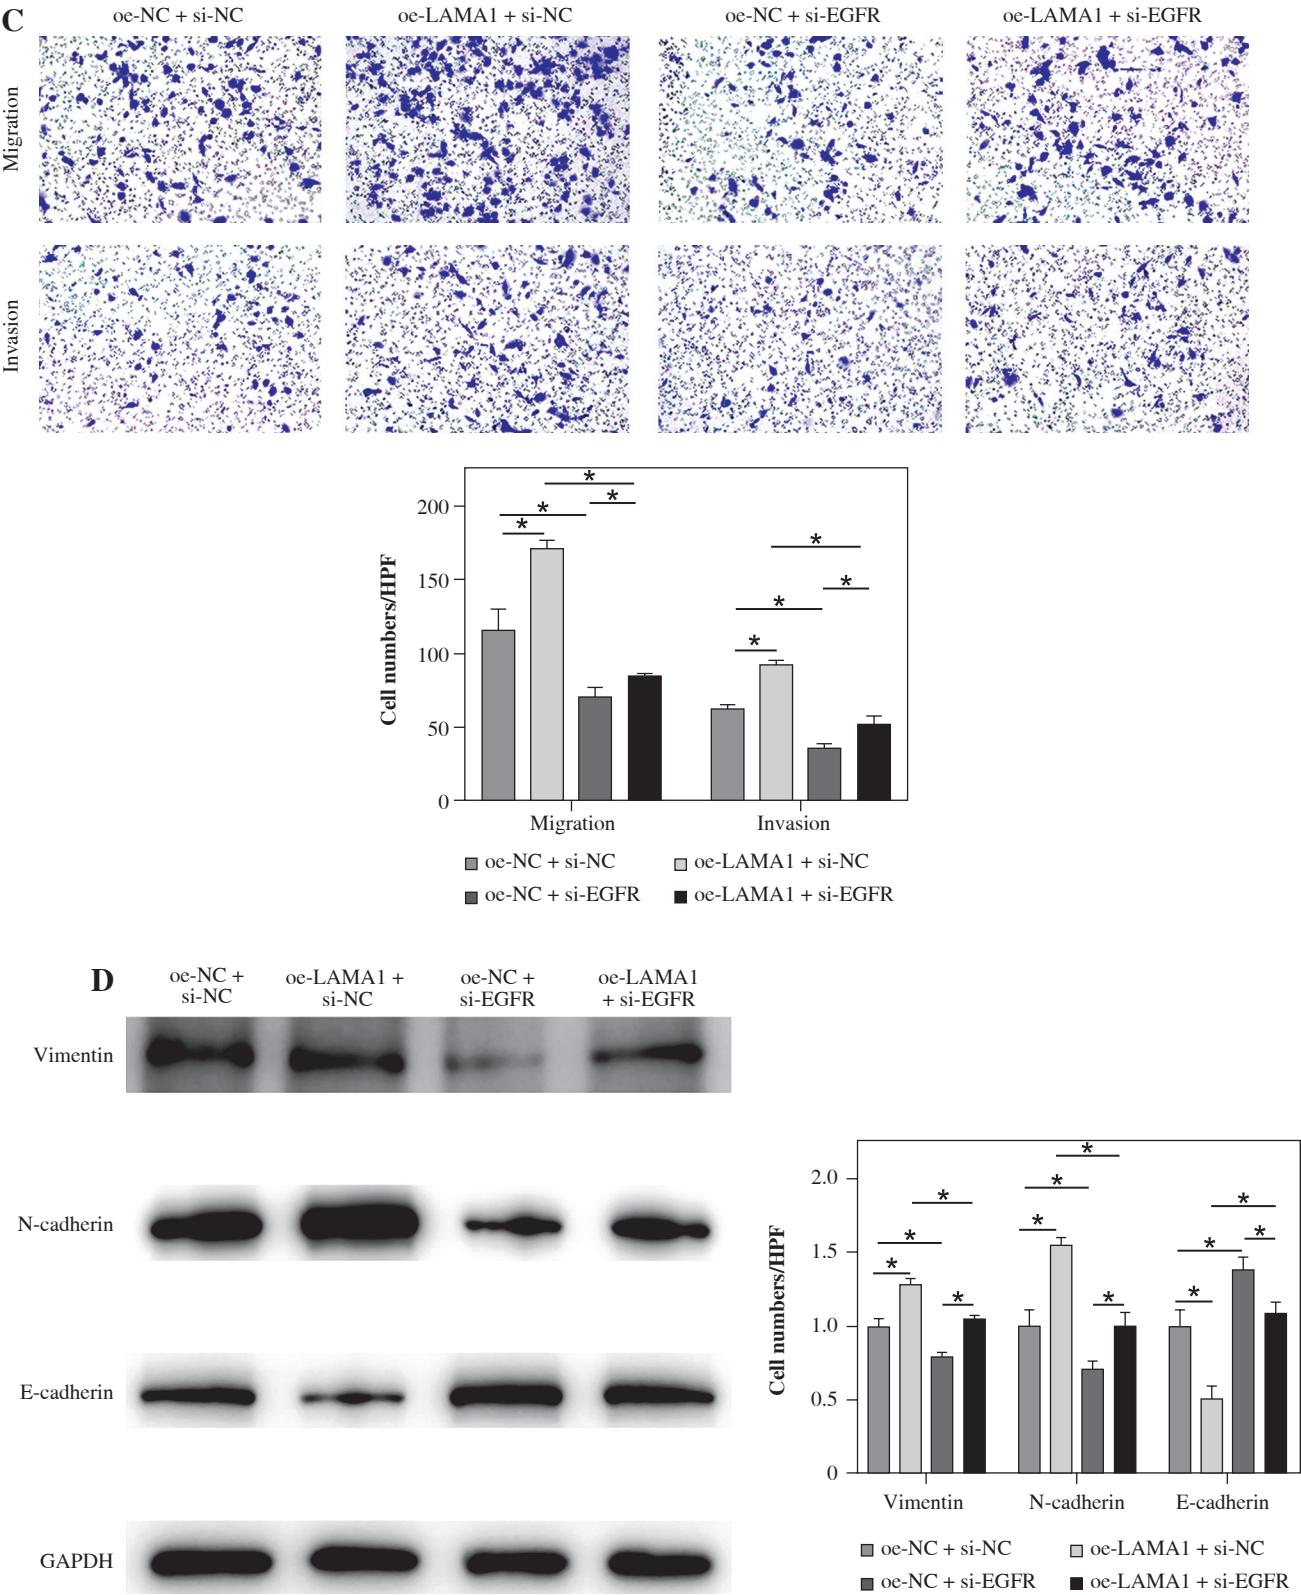 C
oe-NC + si-NC
oe-LAMA1 + si-NC
oe-NC + si-EGFR
oe-LAMA1 + si-EGFR
Migration
Invasion
Cell numbers/HPF
200
150
100
50
0
*
*
*
*
*
*
*
*
Migration
Invasion
oe-NC + si-NC
oe-LAMA1 + si-NC
oe-NC + si-EGFR
oe-LAMA1 + si-EGFR
D
oe-NC +
si-NC
oe-LAMA1 +
si-NC
oe-NC +
si-EGFR
oe-LAMA1
+ si-EGFR
Vimentin
N-cadherin
E-cadherin
GAPDH
Cell numbers/HPF
2.0
1.5
1.0
0.5
0
*
*
*
*
*
*
*
*
*
*
*
*
Vimentin
N-cadherin
E-cadherin
oe-NC + si-NC
oe-LAMA1 + si-NC
oe-NC + si-EGFR
oe-LAMA1 + si-EGFR